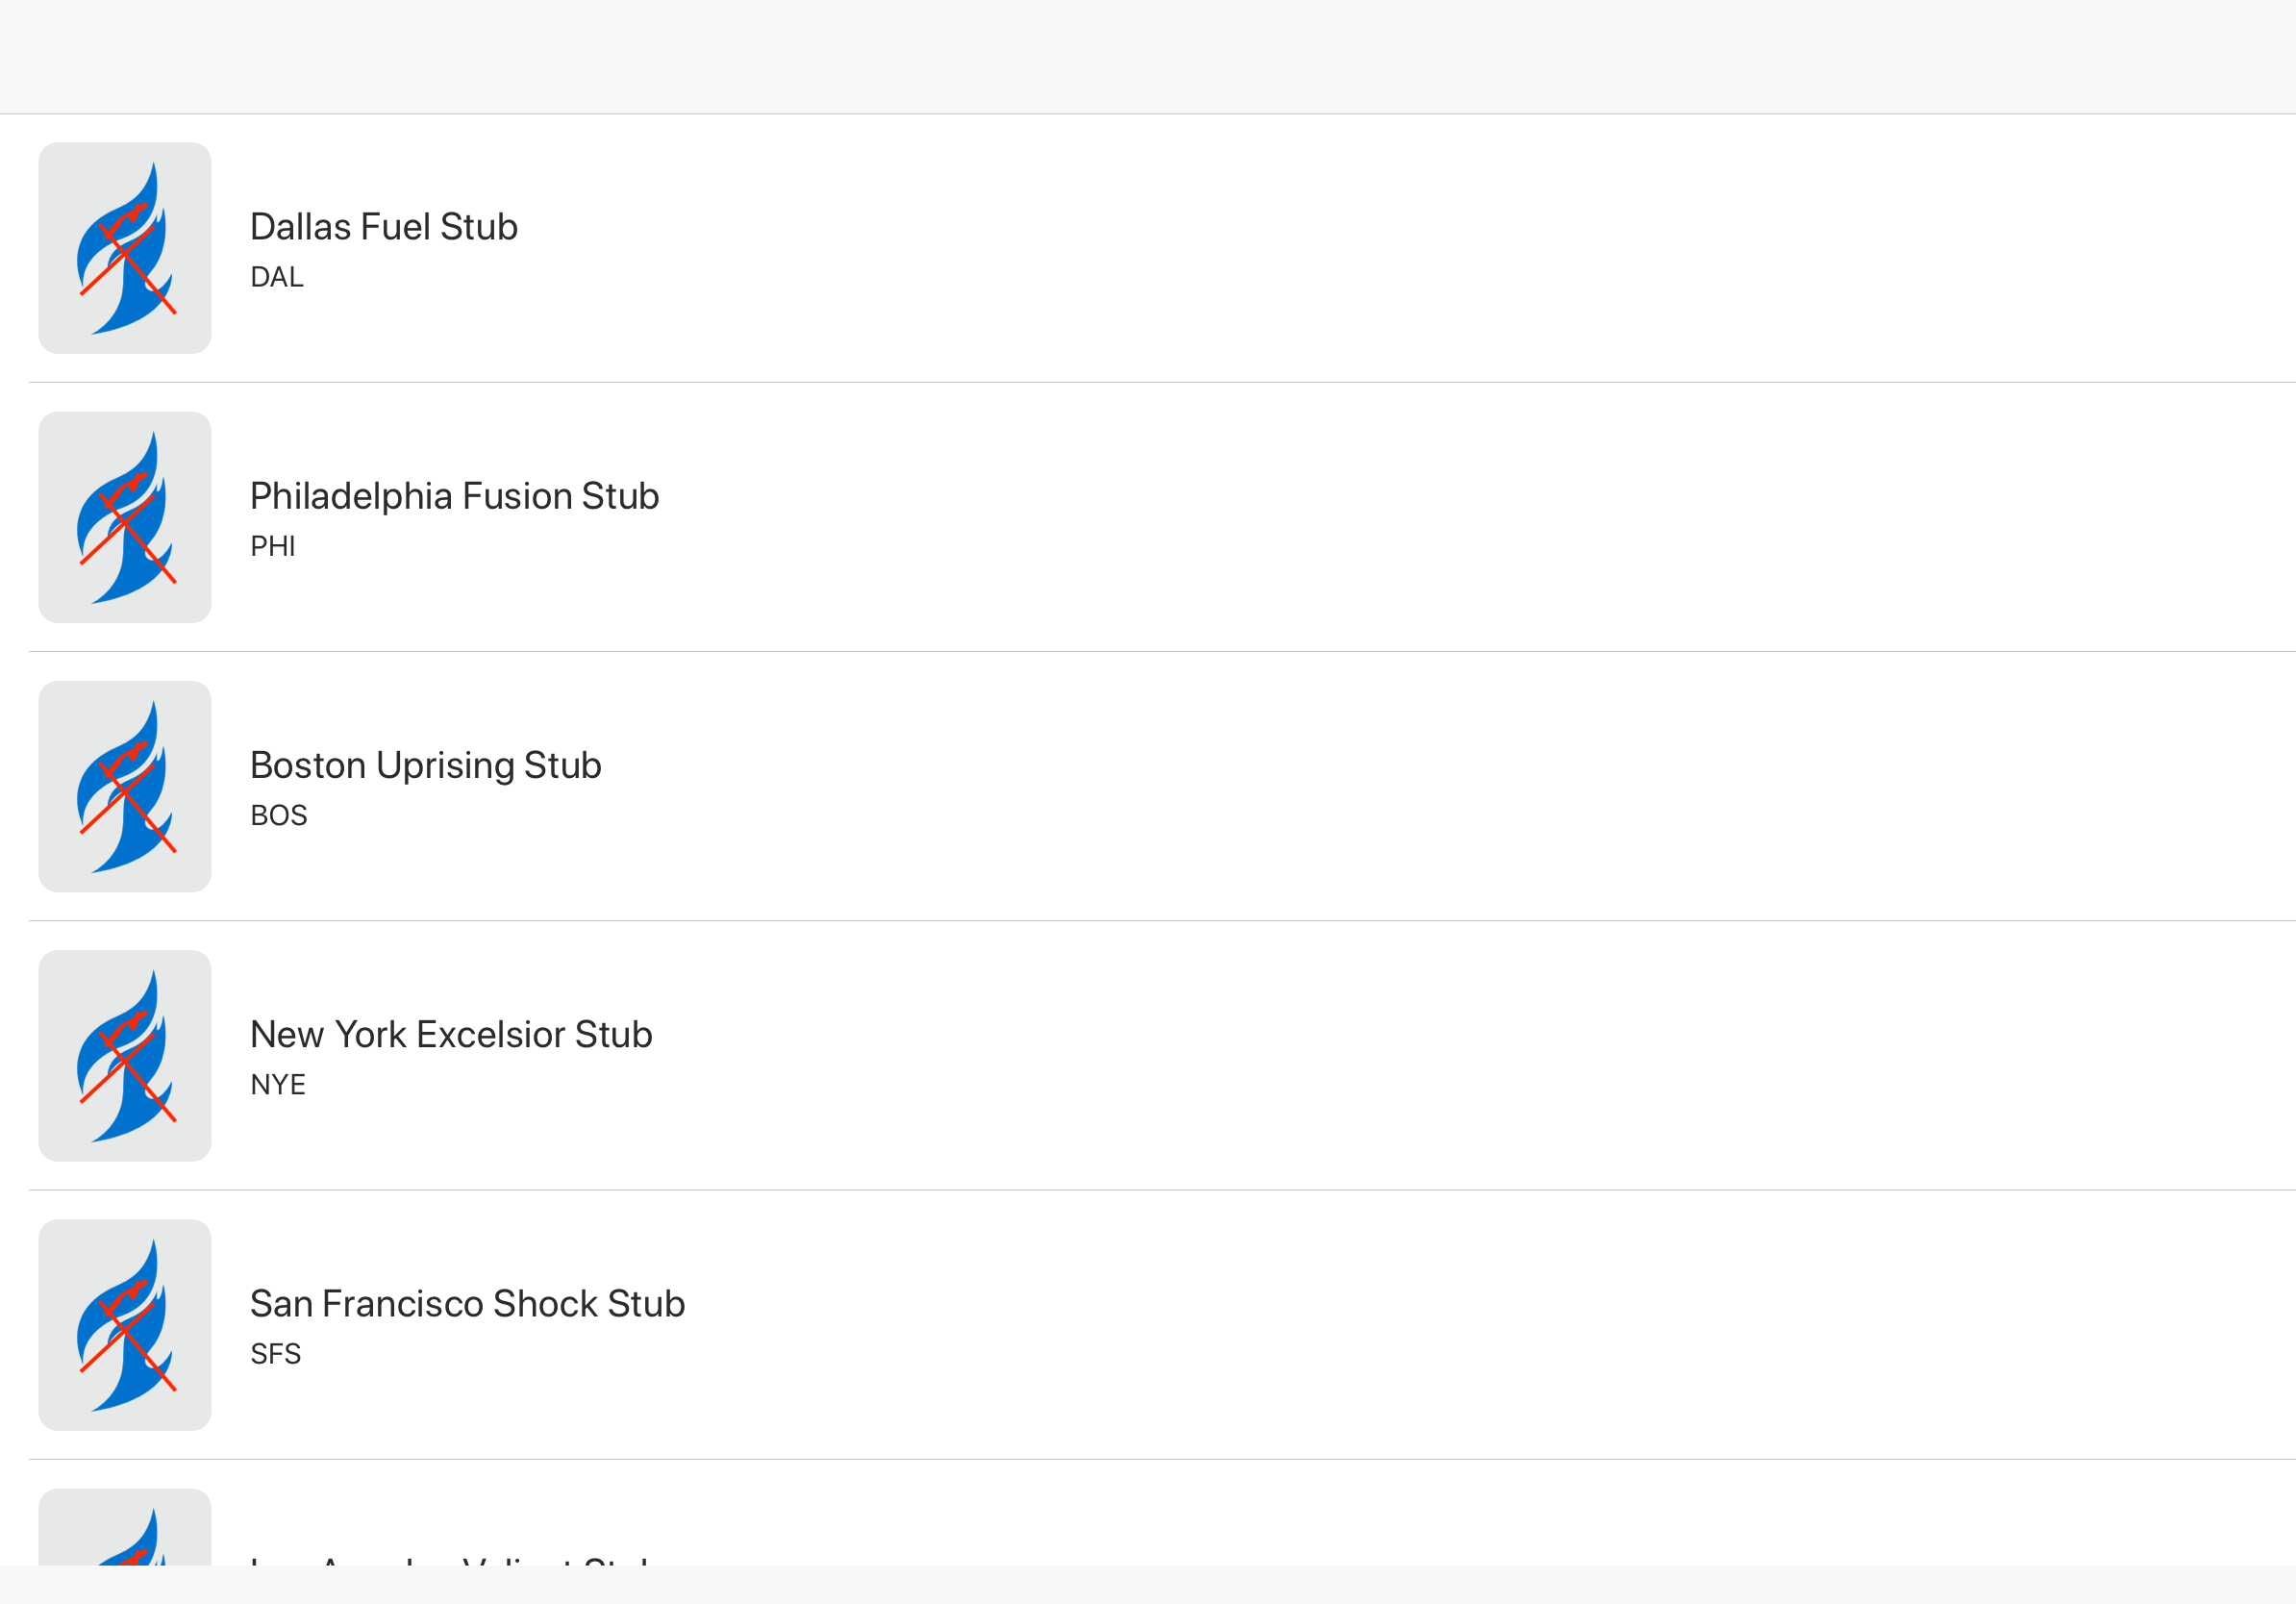 Dallas Fuel Stub
DAL
Philadelphia Fusion Stub
PHI
Boston Uprising Stub
BOS
New York Excelsior Stub
NYE
San Francisco Shock Stub
SFS